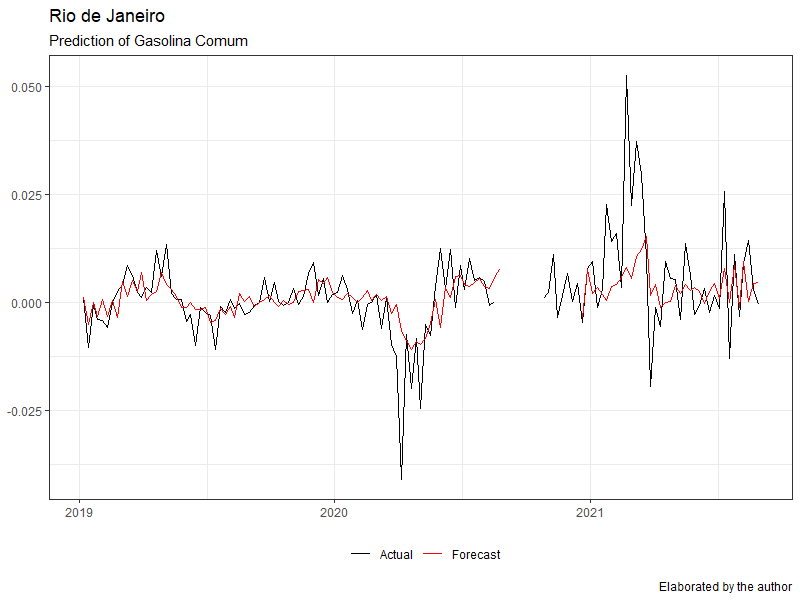 Rio de Janeiro
Prediction of Gasolina Comum
0.050
0.025
0.000
-0.025
2019 2020 2021
Actual Forecast
Elaborated by the author